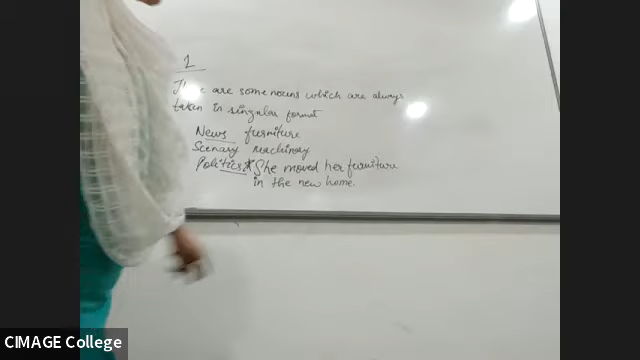 1
There are some nouns which are always
taken in singular format
News furniture
Scenary machinery
Politics * She moved her furniture
in the new home.
CIMAGE College